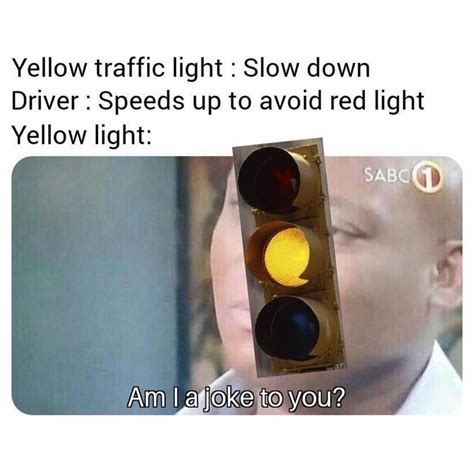 Yellow traffic light : Slow down
Driver : Speeds up to avoid red light
Yellow light:
SABC 1
Am I a joke to you?